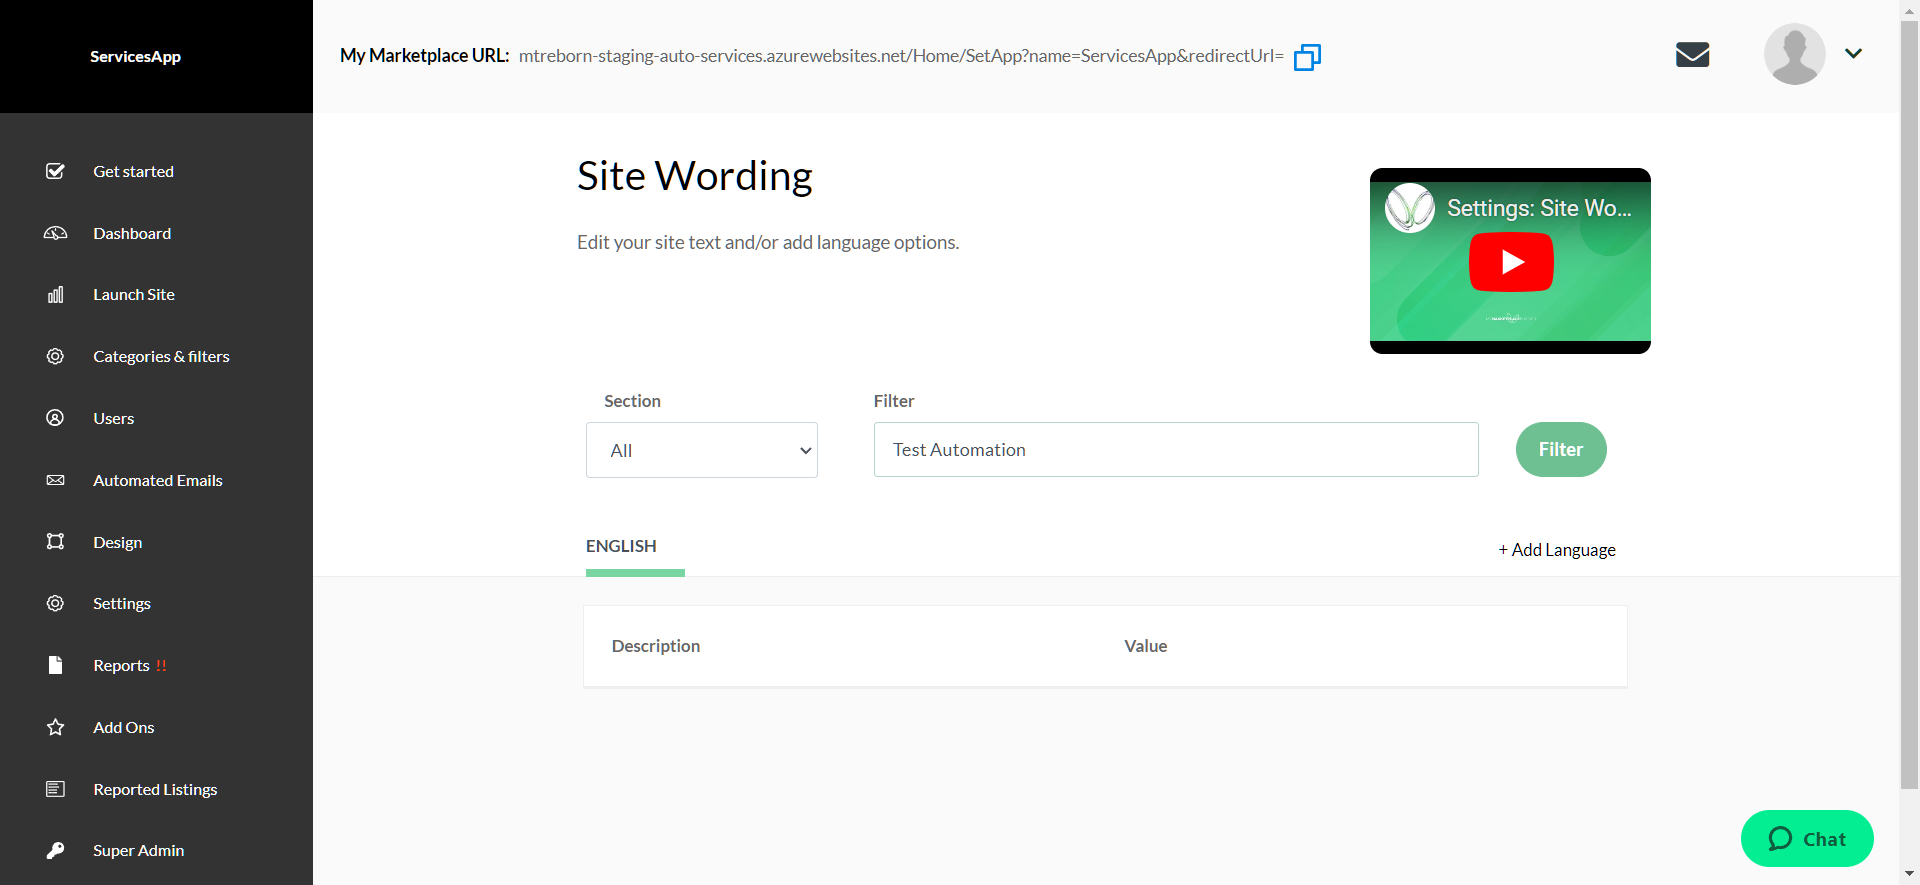 ServicesApp
My Marketplace URL: mtreborn-staging-auto-services.azurewebsites.net/Home/SetApp?name=ServicesApp&redirectUrl=
Get started
Dashboard
Launch Site
Categories & filters
Users
Automated Emails
Design
Settings
Reports !!
Add Ons
Reported Listings
Super Admin
Site Wording
Edit your site text and/or add language options.
Settings: Site Wo...
Section
Filter
All
Test Automation
Filter
ENGLISH
+ Add Language
Description
Value
Chat